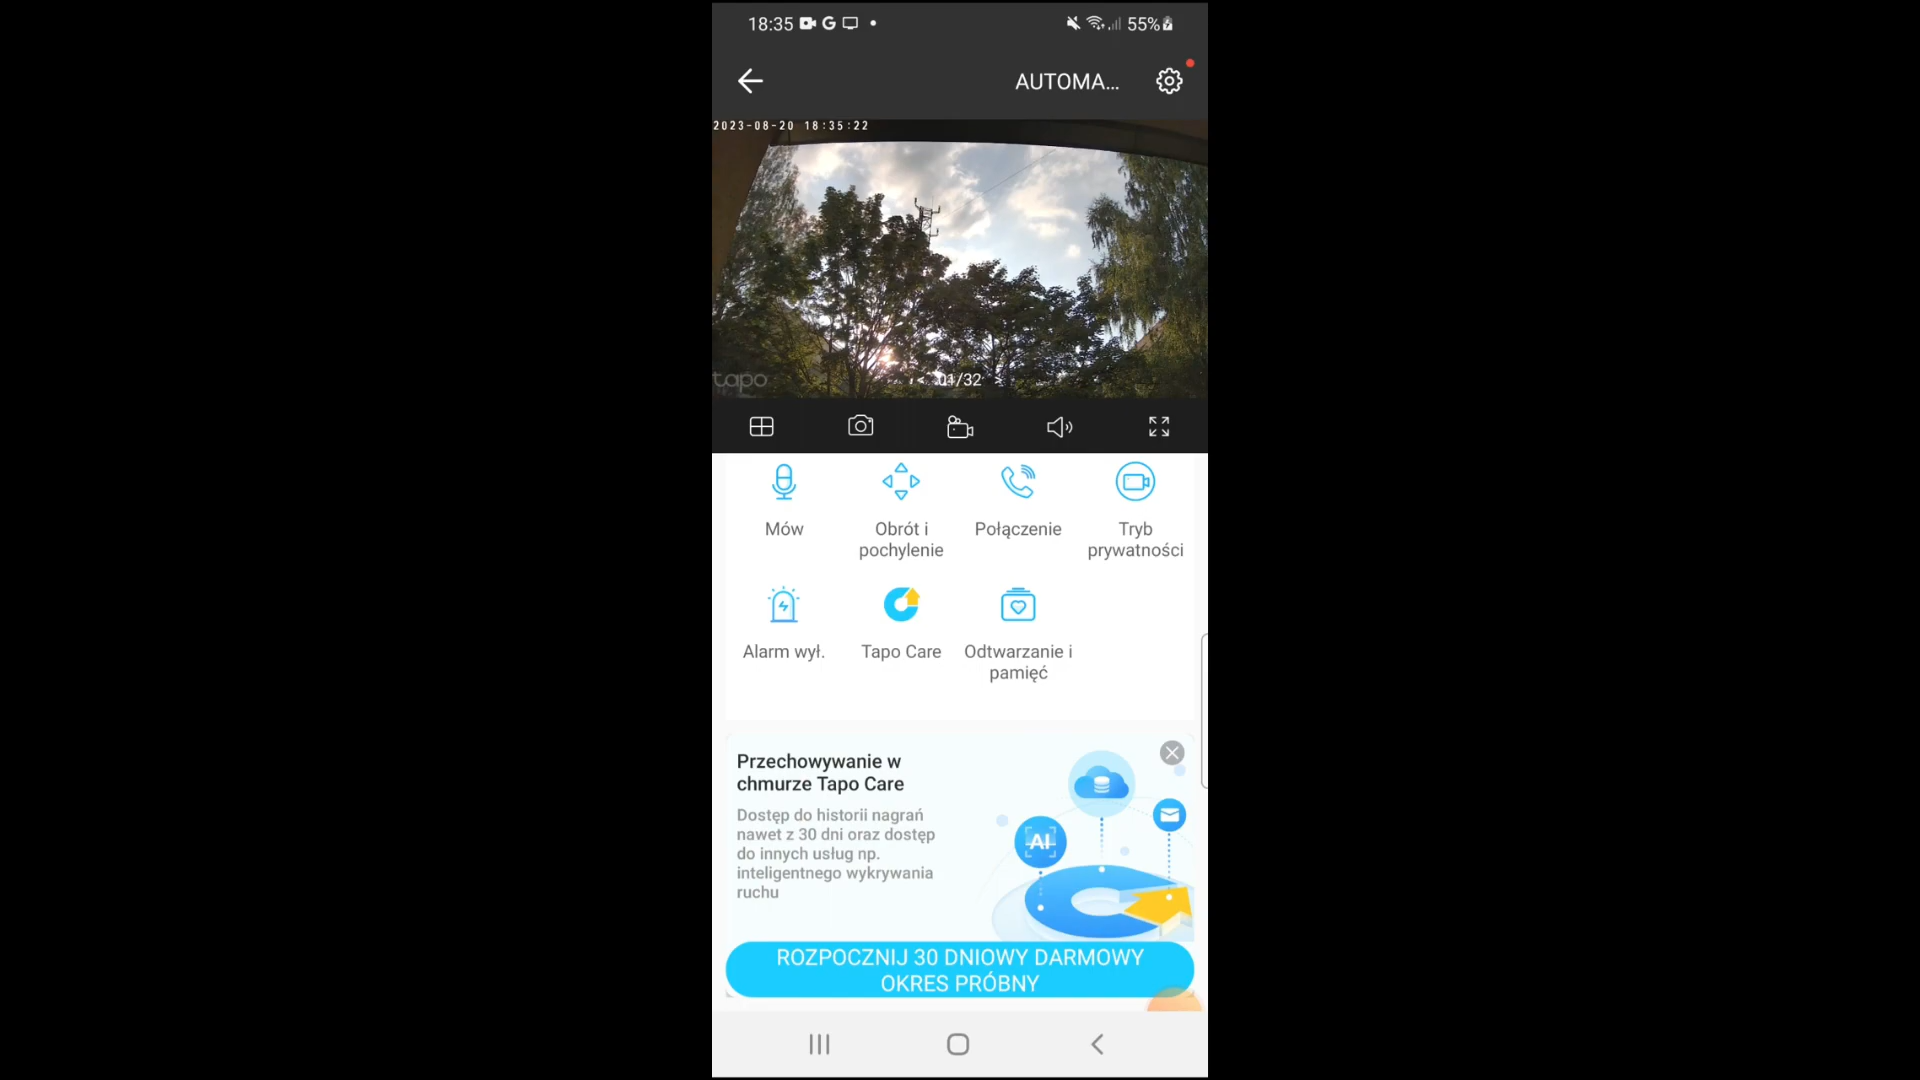 18:35 G 55%
AUTOMA...
2023-08-20 18:35:22
tapo
< 01/32 >
Mów
Obrót i
pochylenie
Połączenie
Tryb
prywatności
Alarm wył.
Tapo Care
Odtwarzanie i
pamięć
Przechowywanie w
chmurze Tapo Care
Dostęp do historii nagrań
nawet z 30 dni oraz dostęp
do innych usług np.
inteligentnego wykrywania
ruchu
AI
ROZPOCZNIJ 30 DNIOWY DARMOWY
OKRES PRÓBNY